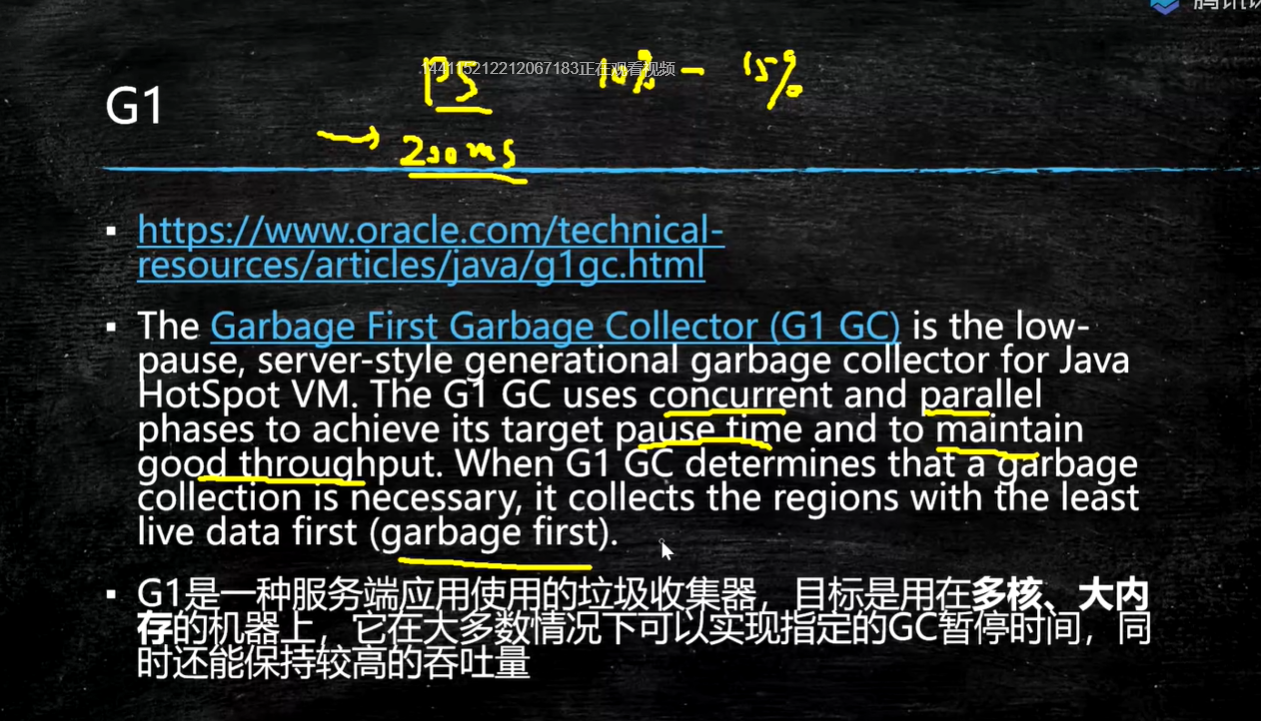 腾讯课
.144115212212067183正在观看视频
PS 10% - 15%
G1
→ 200ms
▪ https://www.oracle.com/technical-
resources/articles/java/g1gc.html
▪ The Garbage First Garbage Collector (G1 GC) is the low-
pause, server-style generational garbage collector for Java
HotSpot VM. The G1 GC uses concurrent and parallel
phases to achieve its target pause time and to maintain
good throughput. When G1 GC determines that a garbage
collection is necessary, it collects the regions with the least
live data first (garbage first).
▪ G1是一种服务端应用使用的垃圾收集器，目标是用在多核、大内
存的机器上，它在大多数情况下可以实现指定的GC暂停时间，同
时还能保持较高的吞吐量